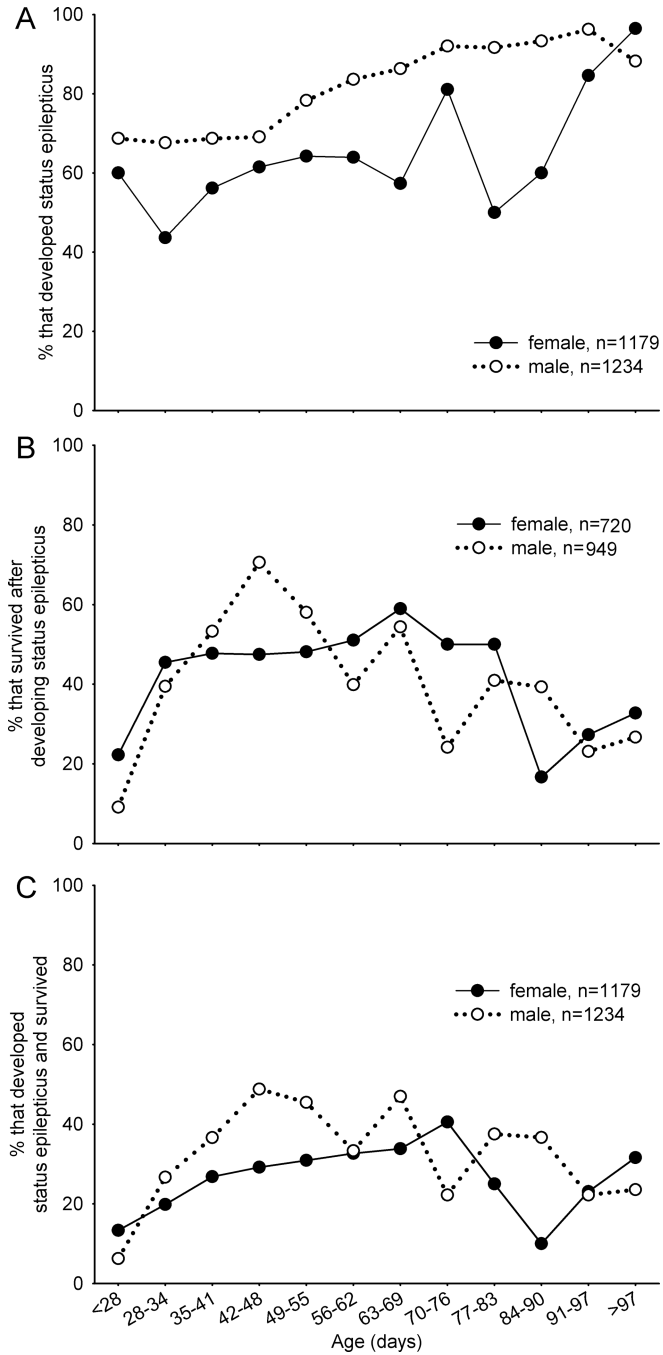 A
% that developed status epilepticus
100
80
60
40
20
0
female, n=1179
male, n=1234
B
% that survived after
developing status epilepticus
100
80
60
40
20
0
female, n=720
male, n=949
C
% that developed
status epilepticus and survived
100
80
60
40
20
0
female, n=1179
male, n=1234
<28 28-34 35-41 42-48 49-55 56-62 63-69 70-76 77-83 84-90 91-97 >97
Age (days)